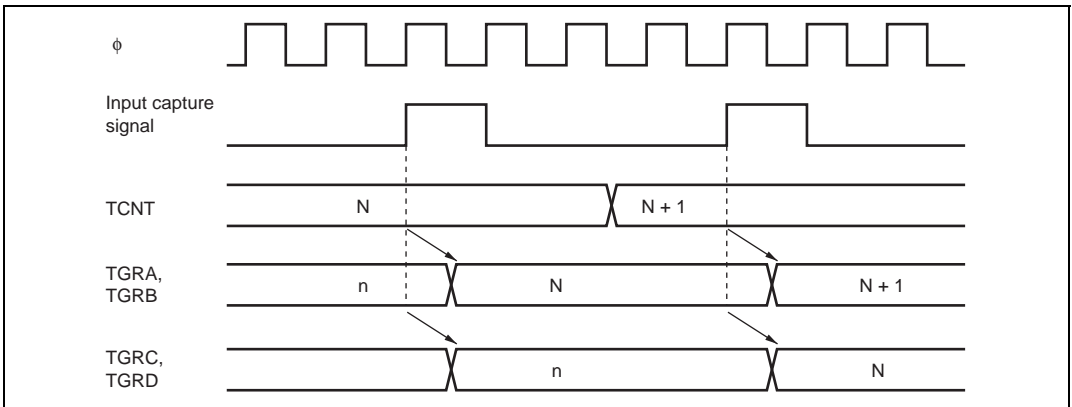 ϕ
Input capture
signal
TCNT
N
N + 1
TGRA,
TGRB
n
N
N + 1
TGRC,
TGRD
n
N